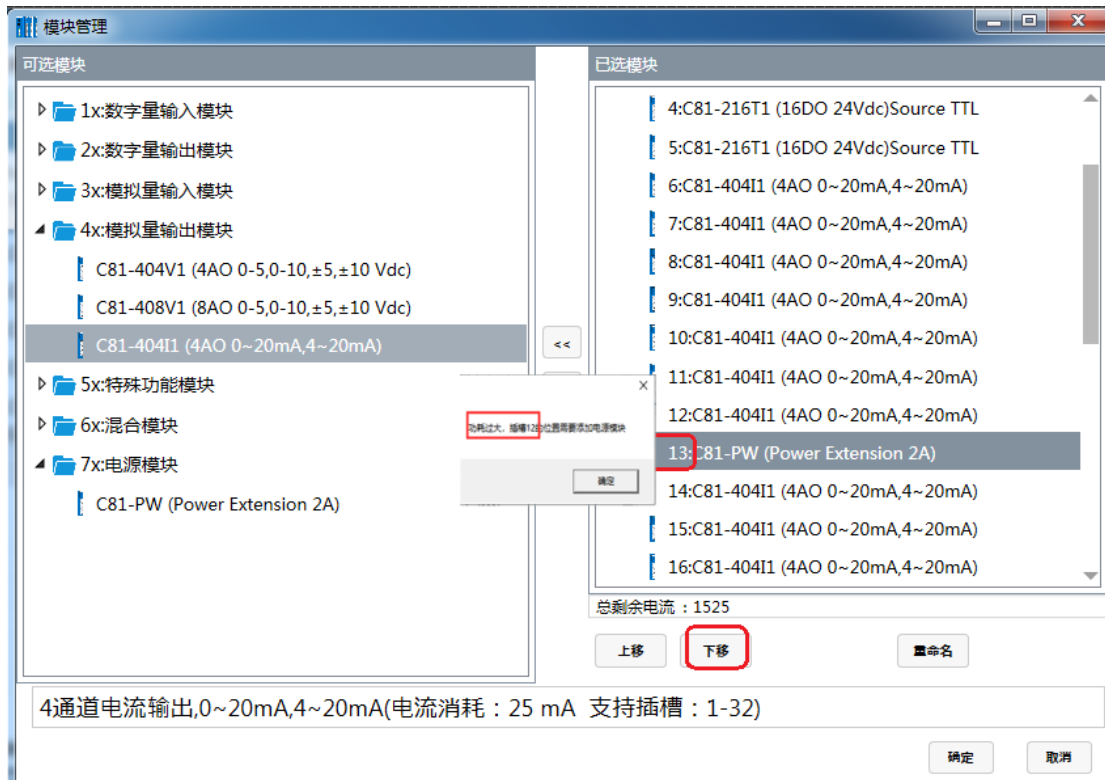 模块管理
可选模块
1x:数字量输入模块
2x:数字量输出模块
3x:模拟量输入模块
4x:模拟量输出模块
C81-404V1 (4AO 0-5,0-10,±5,±10 Vdc)
C81-408V1 (8AO 0-5,0-10,±5,±10 Vdc)
C81-404I1 (4AO 0~20mA,4~20mA)
5x:特殊功能模块
6x:混合模块
7x:电源模块
C81-PW (Power Extension 2A)
<<
功耗过大，插槽12的位置需要添加电源模块
确定
已选模块
4:C81-216T1 (16DO 24Vdc)Source TTL
5:C81-216T1 (16DO 24Vdc)Source TTL
6:C81-404I1 (4AO 0~20mA,4~20mA)
7:C81-404I1 (4AO 0~20mA,4~20mA)
8:C81-404I1 (4AO 0~20mA,4~20mA)
9:C81-404I1 (4AO 0~20mA,4~20mA)
10:C81-404I1 (4AO 0~20mA,4~20mA)
11:C81-404I1 (4AO 0~20mA,4~20mA)
12:C81-404I1 (4AO 0~20mA,4~20mA)
13:C81-PW (Power Extension 2A)
14:C81-404I1 (4AO 0~20mA,4~20mA)
15:C81-404I1 (4AO 0~20mA,4~20mA)
16:C81-404I1 (4AO 0~20mA,4~20mA)
总剩余电流：1525
上移 下移 重命名
4通道电流输出,0~20mA,4~20mA(电流消耗：25 mA 支持插槽：1-32)
确定 取消